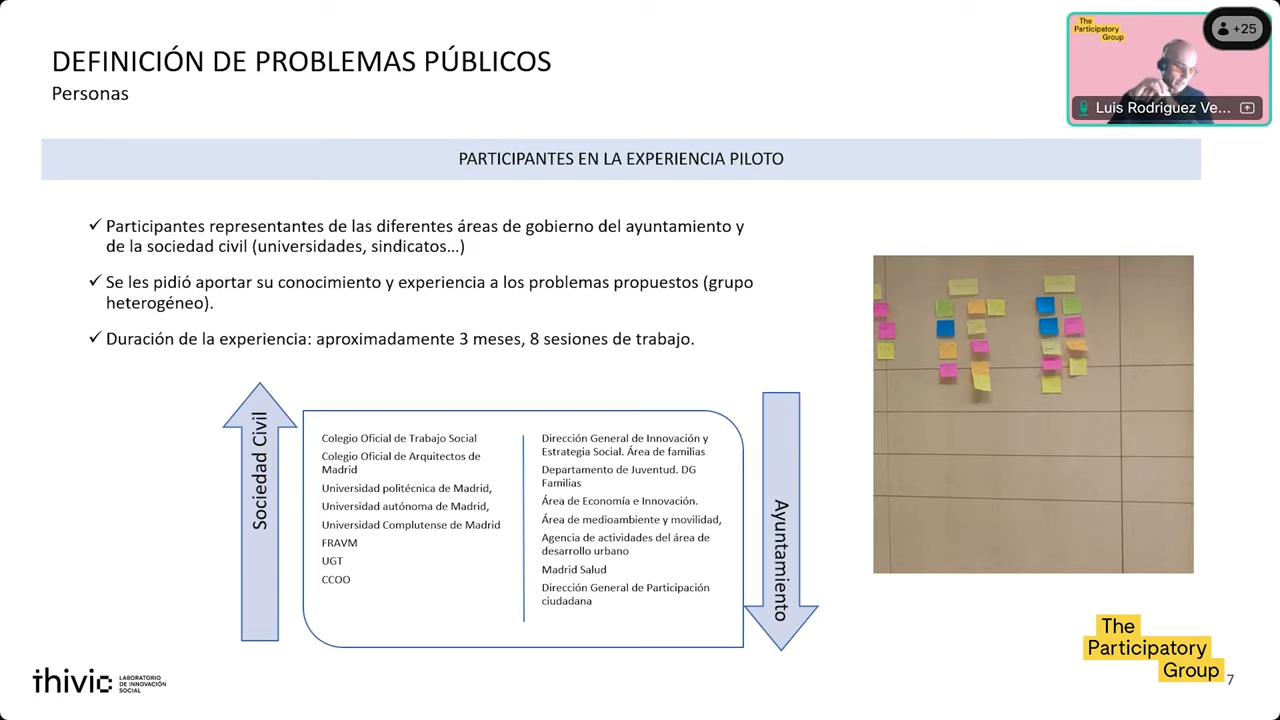 DEFINICIÓN DE PROBLEMAS PÚBLICOS
Personas
The
Participatory
Group
+25
Luis Rodriguez Ve...
PARTICIPANTES EN LA EXPERIENCIA PILOTO
✓ Participantes representantes de las diferentes áreas de gobierno del ayuntamiento y
de la sociedad civil (universidades, sindicatos...)
✓ Se les pidió aportar su conocimiento y experiencia a los problemas propuestos (grupo
heterogéneo).
✓ Duración de la experiencia: aproximadamente 3 meses, 8 sesiones de trabajo.
Sociedad Civil
Colegio Oficial de Trabajo Social
Colegio Oficial de Arquitectos de
Madrid
Universidad politécnica de Madrid,
Universidad autónoma de Madrid,
Universidad Complutense de Madrid
FRAVM
UGT
CCOO
Dirección General de Innovación y
Estrategia Social. Área de familias
Departamento de Juventud. DG
Familias
Área de Economía e Innovación.
Área de medioambiente y movilidad,
Agencia de actividades del área de
desarrollo urbano
Madrid Salud
Dirección General de Participación
ciudadana
Ayuntamiento
thivic
LABORATORIO
DE INNOVACIÓN
SOCIAL
The
Participatory
Group
7